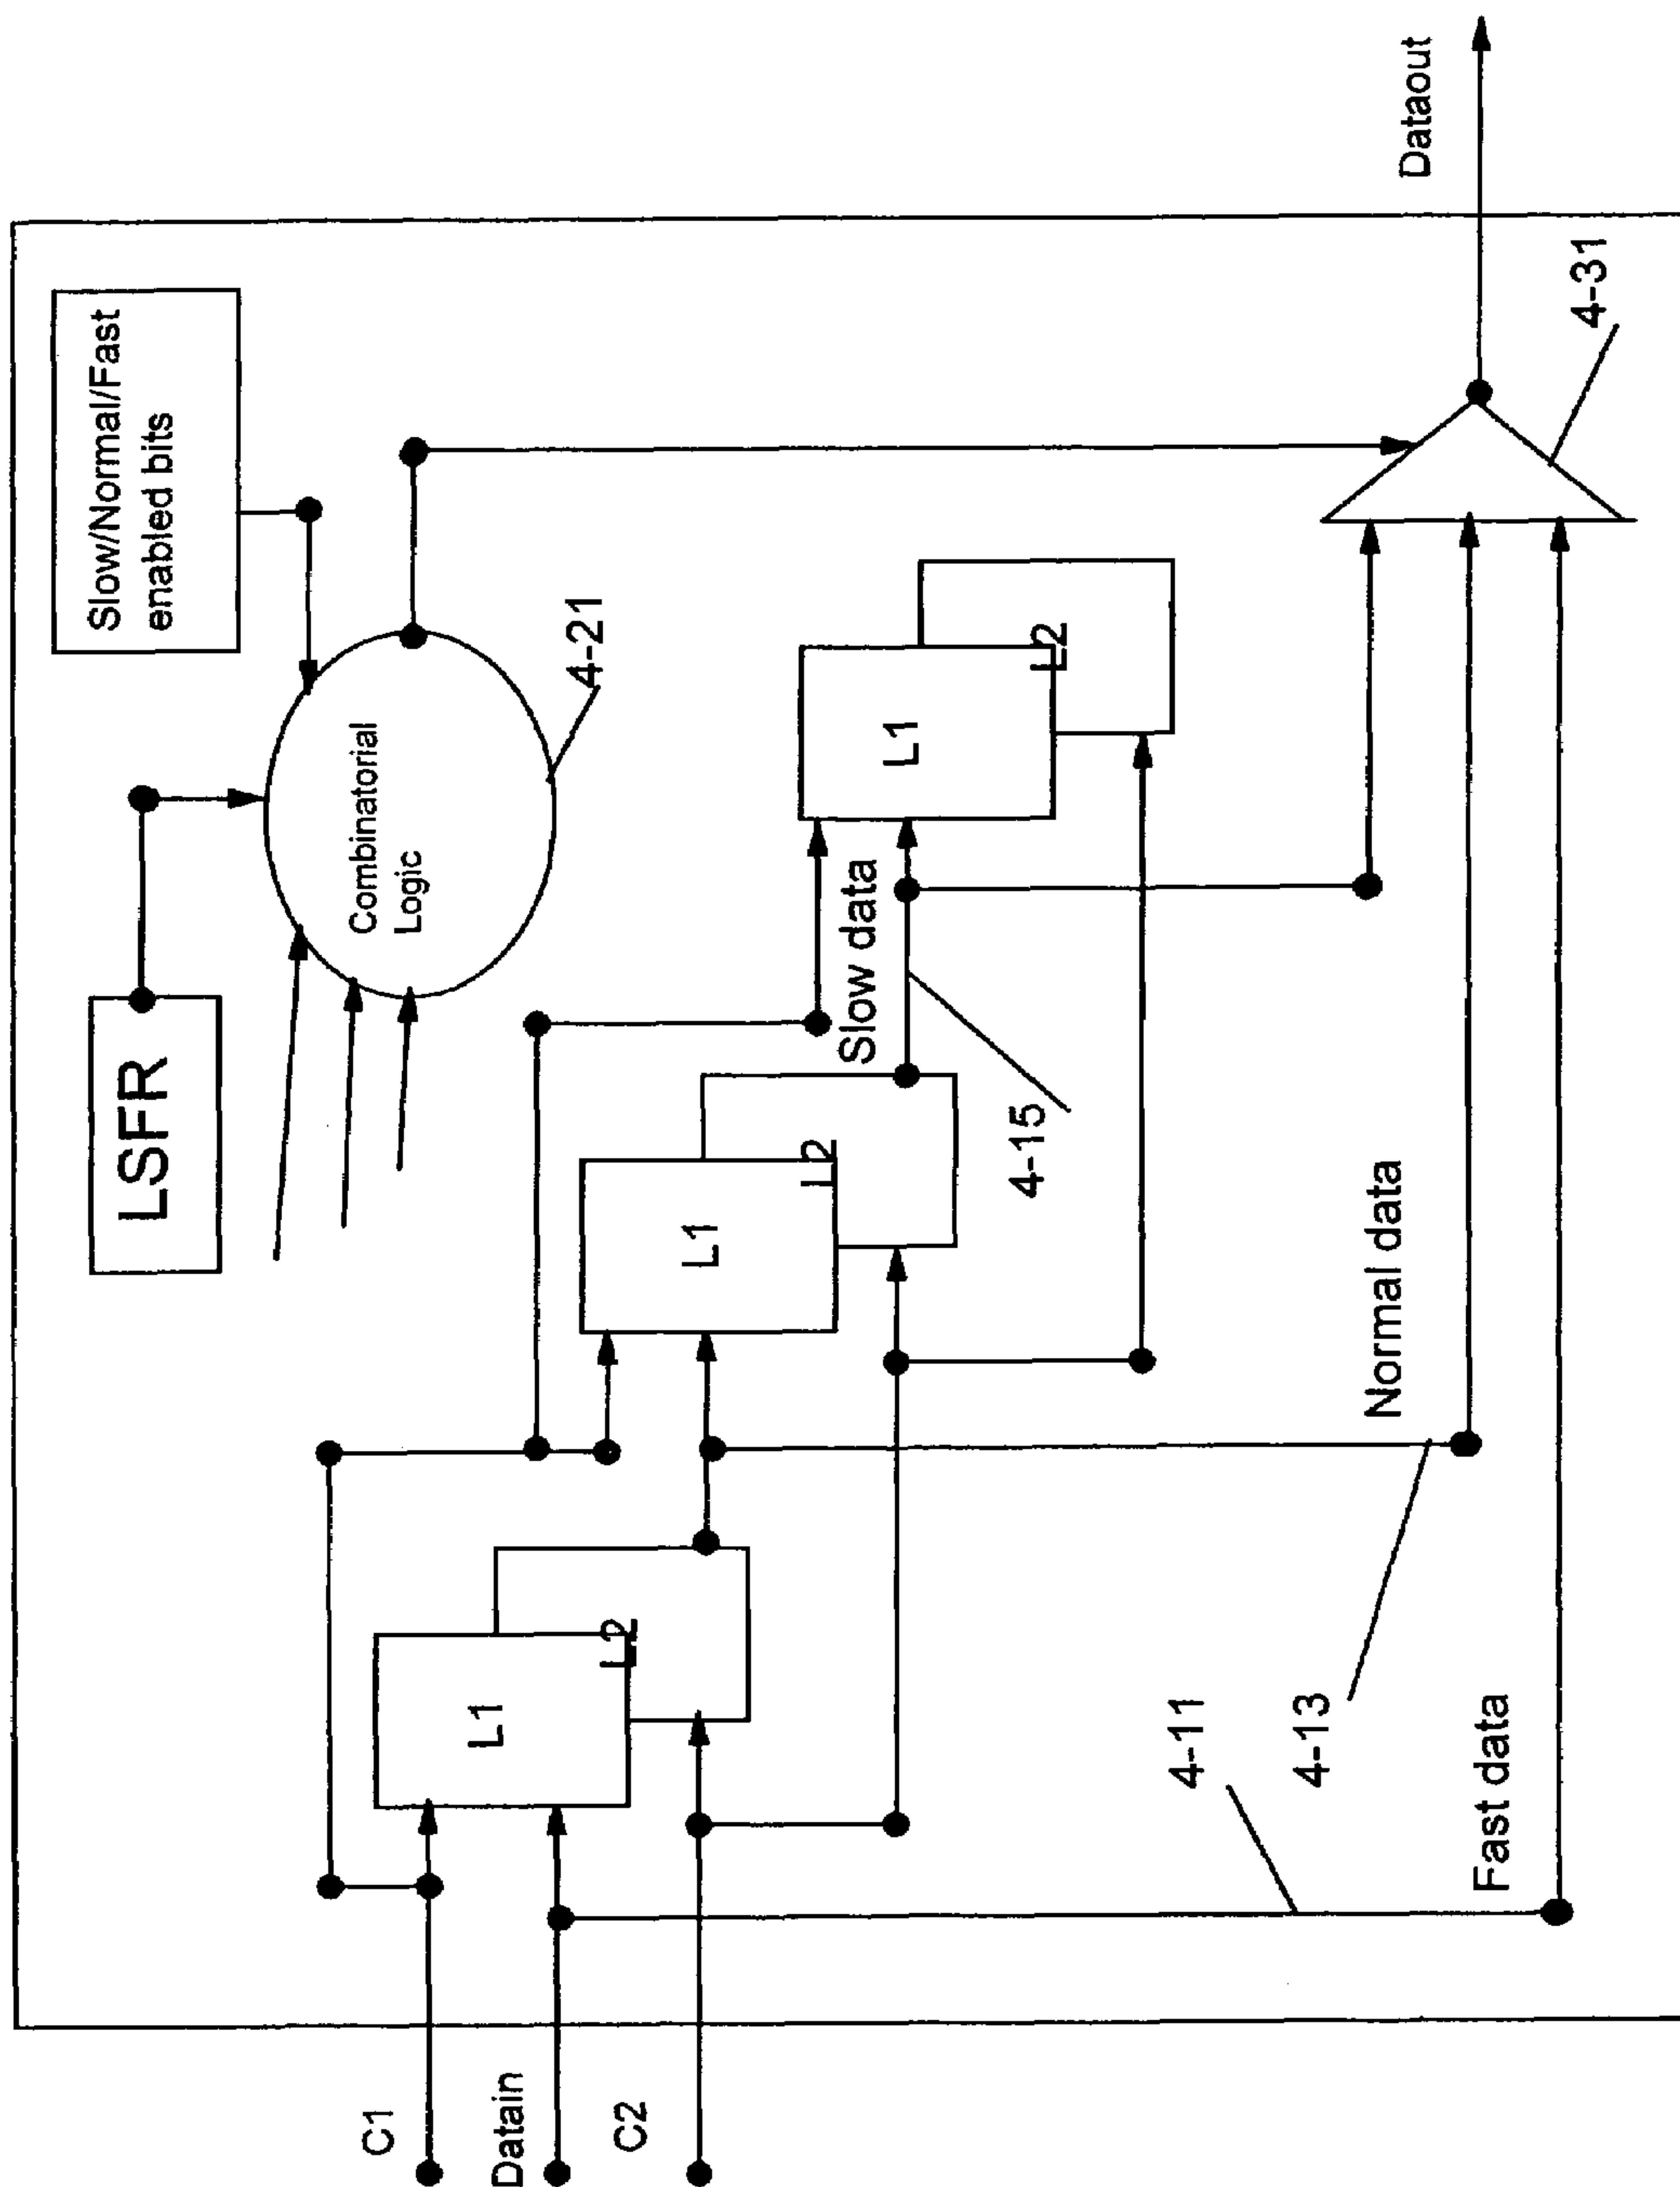 LSFR
Slow/Normal/Fast
enabled bits
Combinatorial
Logic
4-21
C1
Datain
C2
L1
L2
L1
L2
L1
L2
Slow data
4-15
Normal data
4-11
4-13
Fast data
4-31
Dataout